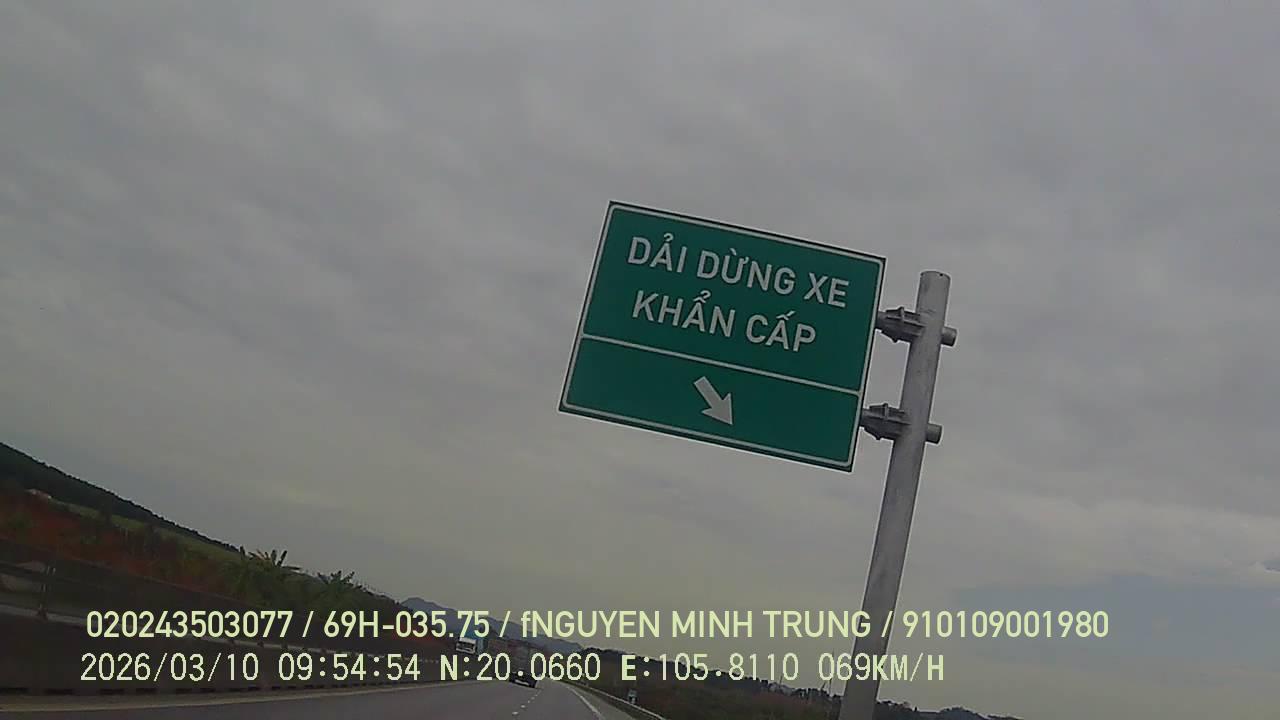 DẢI DỪNG XE
KHẨN CẤP
020243503077 / 69H-035.75 / fNGUYEN MINH TRUNG / 910109001980
2026/03/10 09:54:54 N:20.0660 E:105.8110 069KM/H